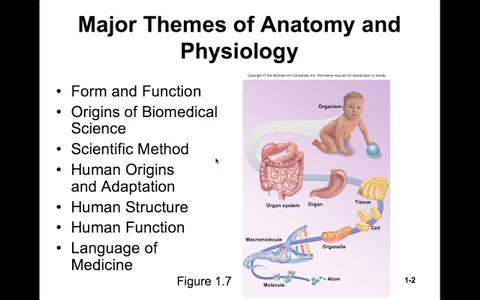 Major Themes of Anatomy and
Physiology
• Form and Function
• Origins of Biomedical
Science
• Scientific Method
• Human Origins
and Adaptation
• Human Structure
• Human Function
• Language of
Medicine
Figure 1.7
Copyright © The McGraw-Hill Companies, Inc. Permission required for reproduction or display.
Organism
Organ system
Organ
Tissue
Cell
Organelle
Macromolecule
Molecule
Atom
1-2